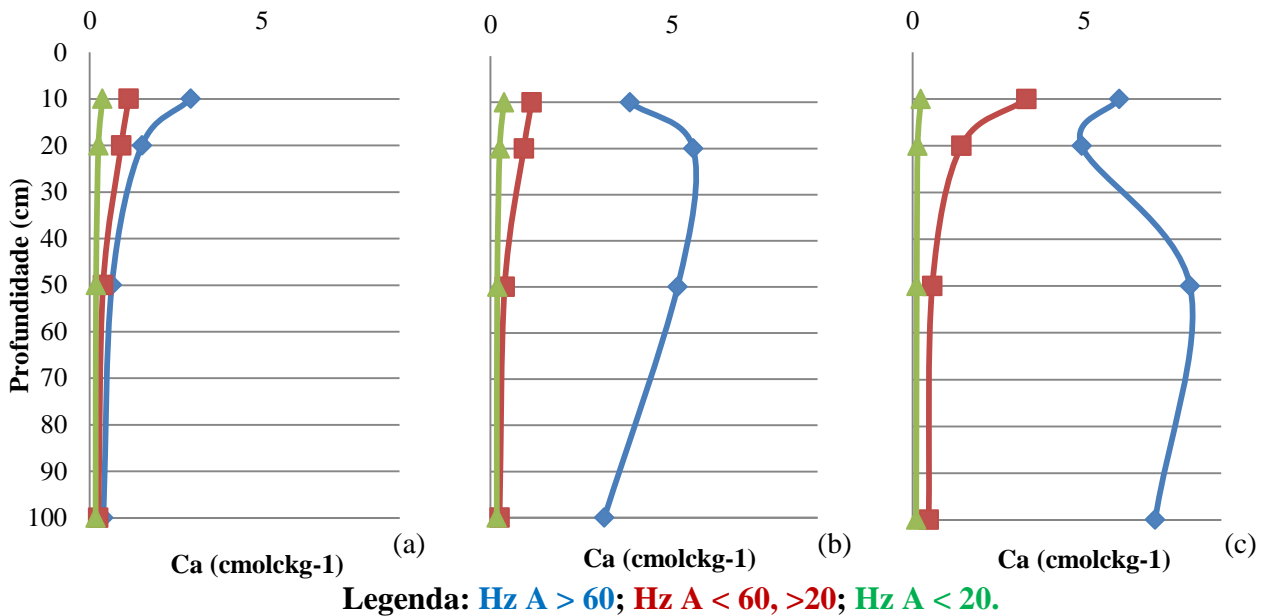 0 5
0 5
0 5
0
10
20
30
40
50
60
70
80
90
100
Profundidade (cm)
(a)
Ca (cmolckg-1)
(b)
Ca (cmolckg-1)
(c)
Ca (cmolckg-1)
Legenda: Hz A > 60; Hz A < 60, >20; Hz A < 20.